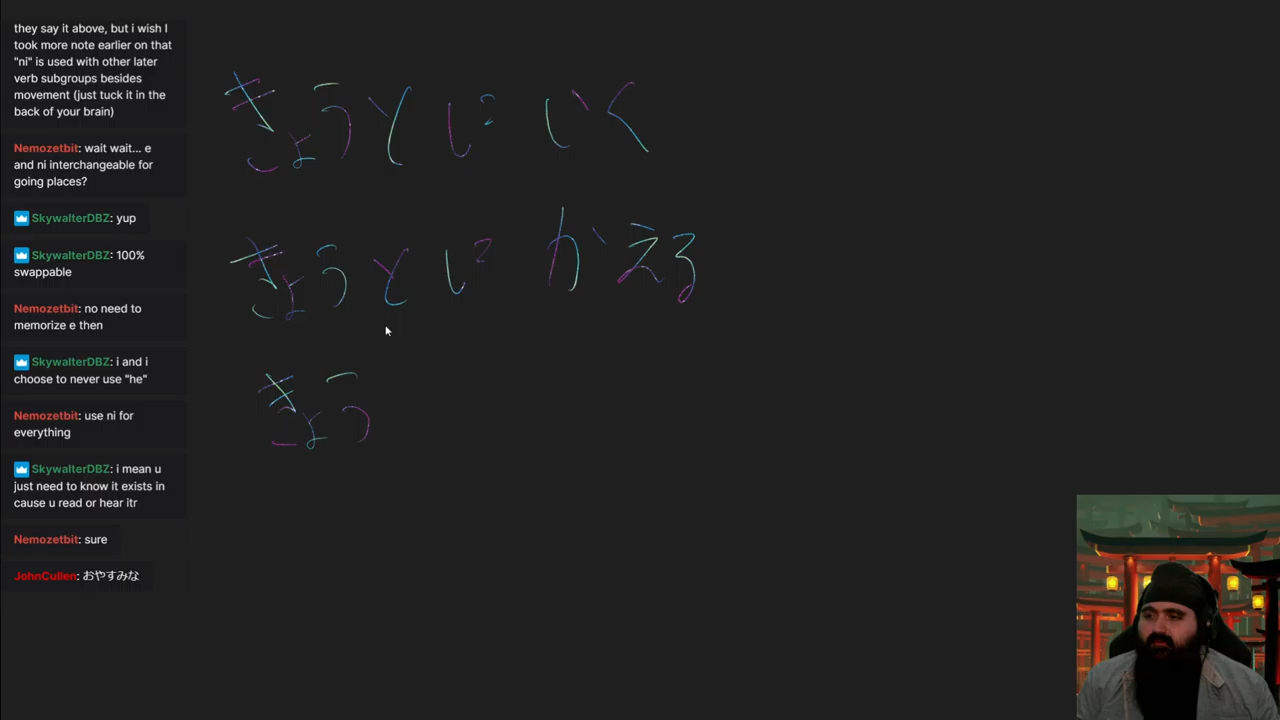 they say it above, but i wish I
took more note earlier on that
"ni" is used with other later
verb subgroups besides
movement (just tuck it in the
back of your brain)
Nemozetbit: wait wait... e
and ni interchangeable for
going places?
SkywalterDBZ: yup
SkywalterDBZ: 100%
swappable
Nemozetbit: no need to
memorize e then
SkywalterDBZ: i and i
choose to never use "he"
Nemozetbit: use ni for
everything
SkywalterDBZ: i mean u
just need to know it exists in
cause u read or hear itr
Nemozetbit: sure
JohnCullen: おやすみな
きょうと に いく
きょうと に かえる
きょう